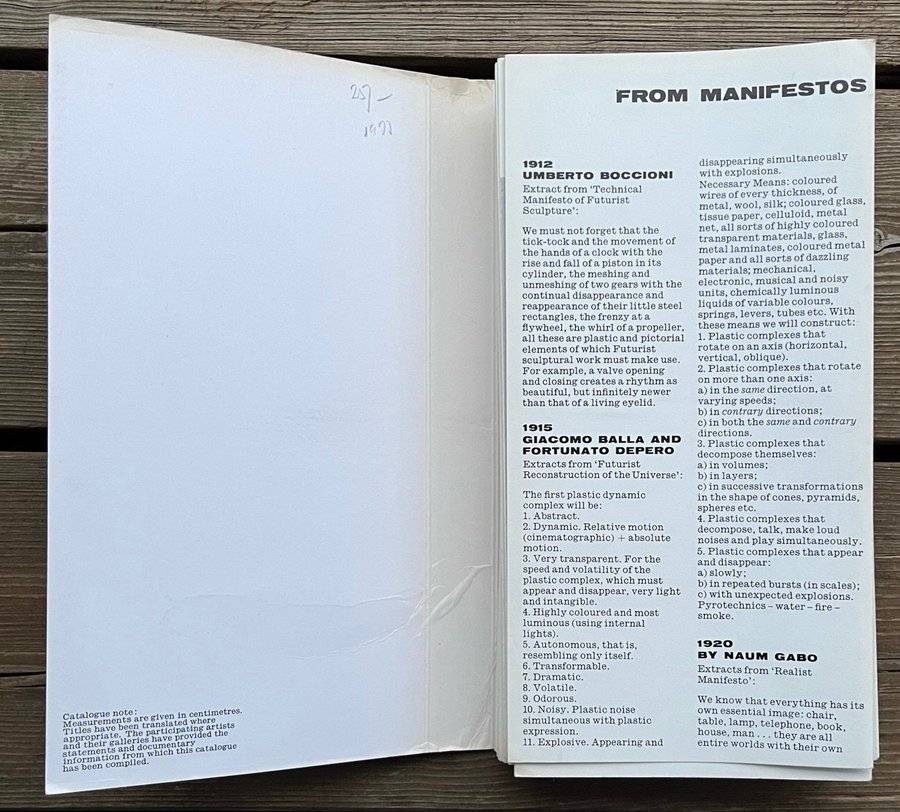 257-
Catalogue note:
Measurements are given in centimetres.
Titles have been translated where
appropriate. The participating artists
and their galleries have provided the
statements and documentary
information from which this catalogue
has been compiled.
FROM MANIFESTOS
1912
UMBERTO BOCCIONI
Extract from ‘Technical
Manifesto of Futurist
Sculpture’:
We must not forget that the
tick-tock and the movement of
the hands of a clock with the
rise and fall of a piston in its
cylinder, the meshing and
unmeshing of two gears with the
continual disappearance and
reappearance of their little steel
rectangles, the frenzy at a
flywheel, the whirl of a propeller,
all these are plastic and pictorial
elements of which Futurist
sculptural work must make use.
For example, a valve opening
and closing creates a rhythm as
beautiful, but infinitely newer
than that of a living eyelid.
1915
GIACOMO BALLA AND
FORTUNATO DEPERO
Extracts from ‘Futurist
Reconstruction of the Universe’:
The first plastic dynamic
complex will be:
1. Abstract.
2. Dynamic. Relative motion
(cinematographic) + absolute
motion.
3. Very transparent. For the
speed and volatility of the
plastic complex, which must
appear and disappear, very light
and intangible.
4. Highly coloured and most
luminous (using internal
lights).
5. Autonomous, that is,
resembling only itself.
6. Transformable.
7. Dramatic.
8. Volatile.
9. Odorous.
10. Noisy. Plastic noise
simultaneous with plastic
expression.
11. Explosive. Appearing and
disappearing simultaneously
with explosions.
Necessary Means: coloured
wires of every thickness, of
metal, wool, silk; coloured glass,
tissue paper, celluloid, metal
net, all sorts of highly coloured
transparent materials, glass,
metal laminates, coloured metal
paper and all sorts of dazzling
materials; mechanical,
electronic, musical and noisy
units, chemically luminous
liquids of variable colours,
springs, levers, tubes etc. With
these means we will construct:
1. Plastic complexes that
rotate on an axis (horizontal,
vertical, oblique).
2. Plastic complexes that rotate
on more than one axis:
a) in the same direction, at
varying speeds;
b) in contrary directions;
c) in both the same and contrary
directions.
3. Plastic complexes that
decompose themselves:
a) in volumes;
b) in layers;
c) in successive transformations
in the shape of cones, pyramids,
spheres etc.
4. Plastic complexes that
decompose, talk, make loud
noises and play simultaneously.
5. Plastic complexes that appear
and disappear:
a) slowly;
b) in repeated bursts (in scales);
c) with unexpected explosions.
Pyrotechnics – water – fire –
smoke.
1920
BY NAUM GABO
Extracts from ‘Realist
Manifesto’:
We know that everything has its
own essential image: chair,
table, lamp, telephone, book,
house, man . . . they are all
entire worlds with their own